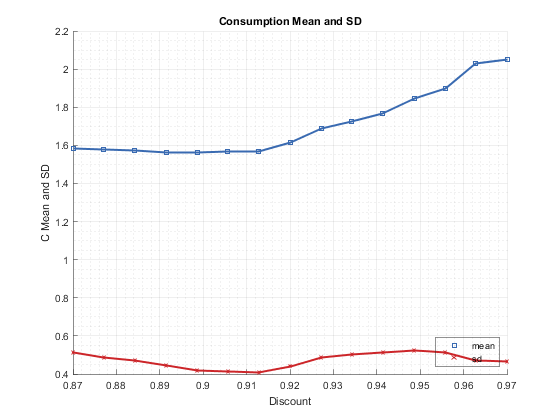 Consumption Mean and SD
2.2
2
1.8
1.6
1.4
1.2
1
0.8
0.6
0.4
C Mean and SD
mean
sd
0.87 0.88 0.89 0.9 0.91 0.92 0.93 0.94 0.95 0.96 0.97
Discount